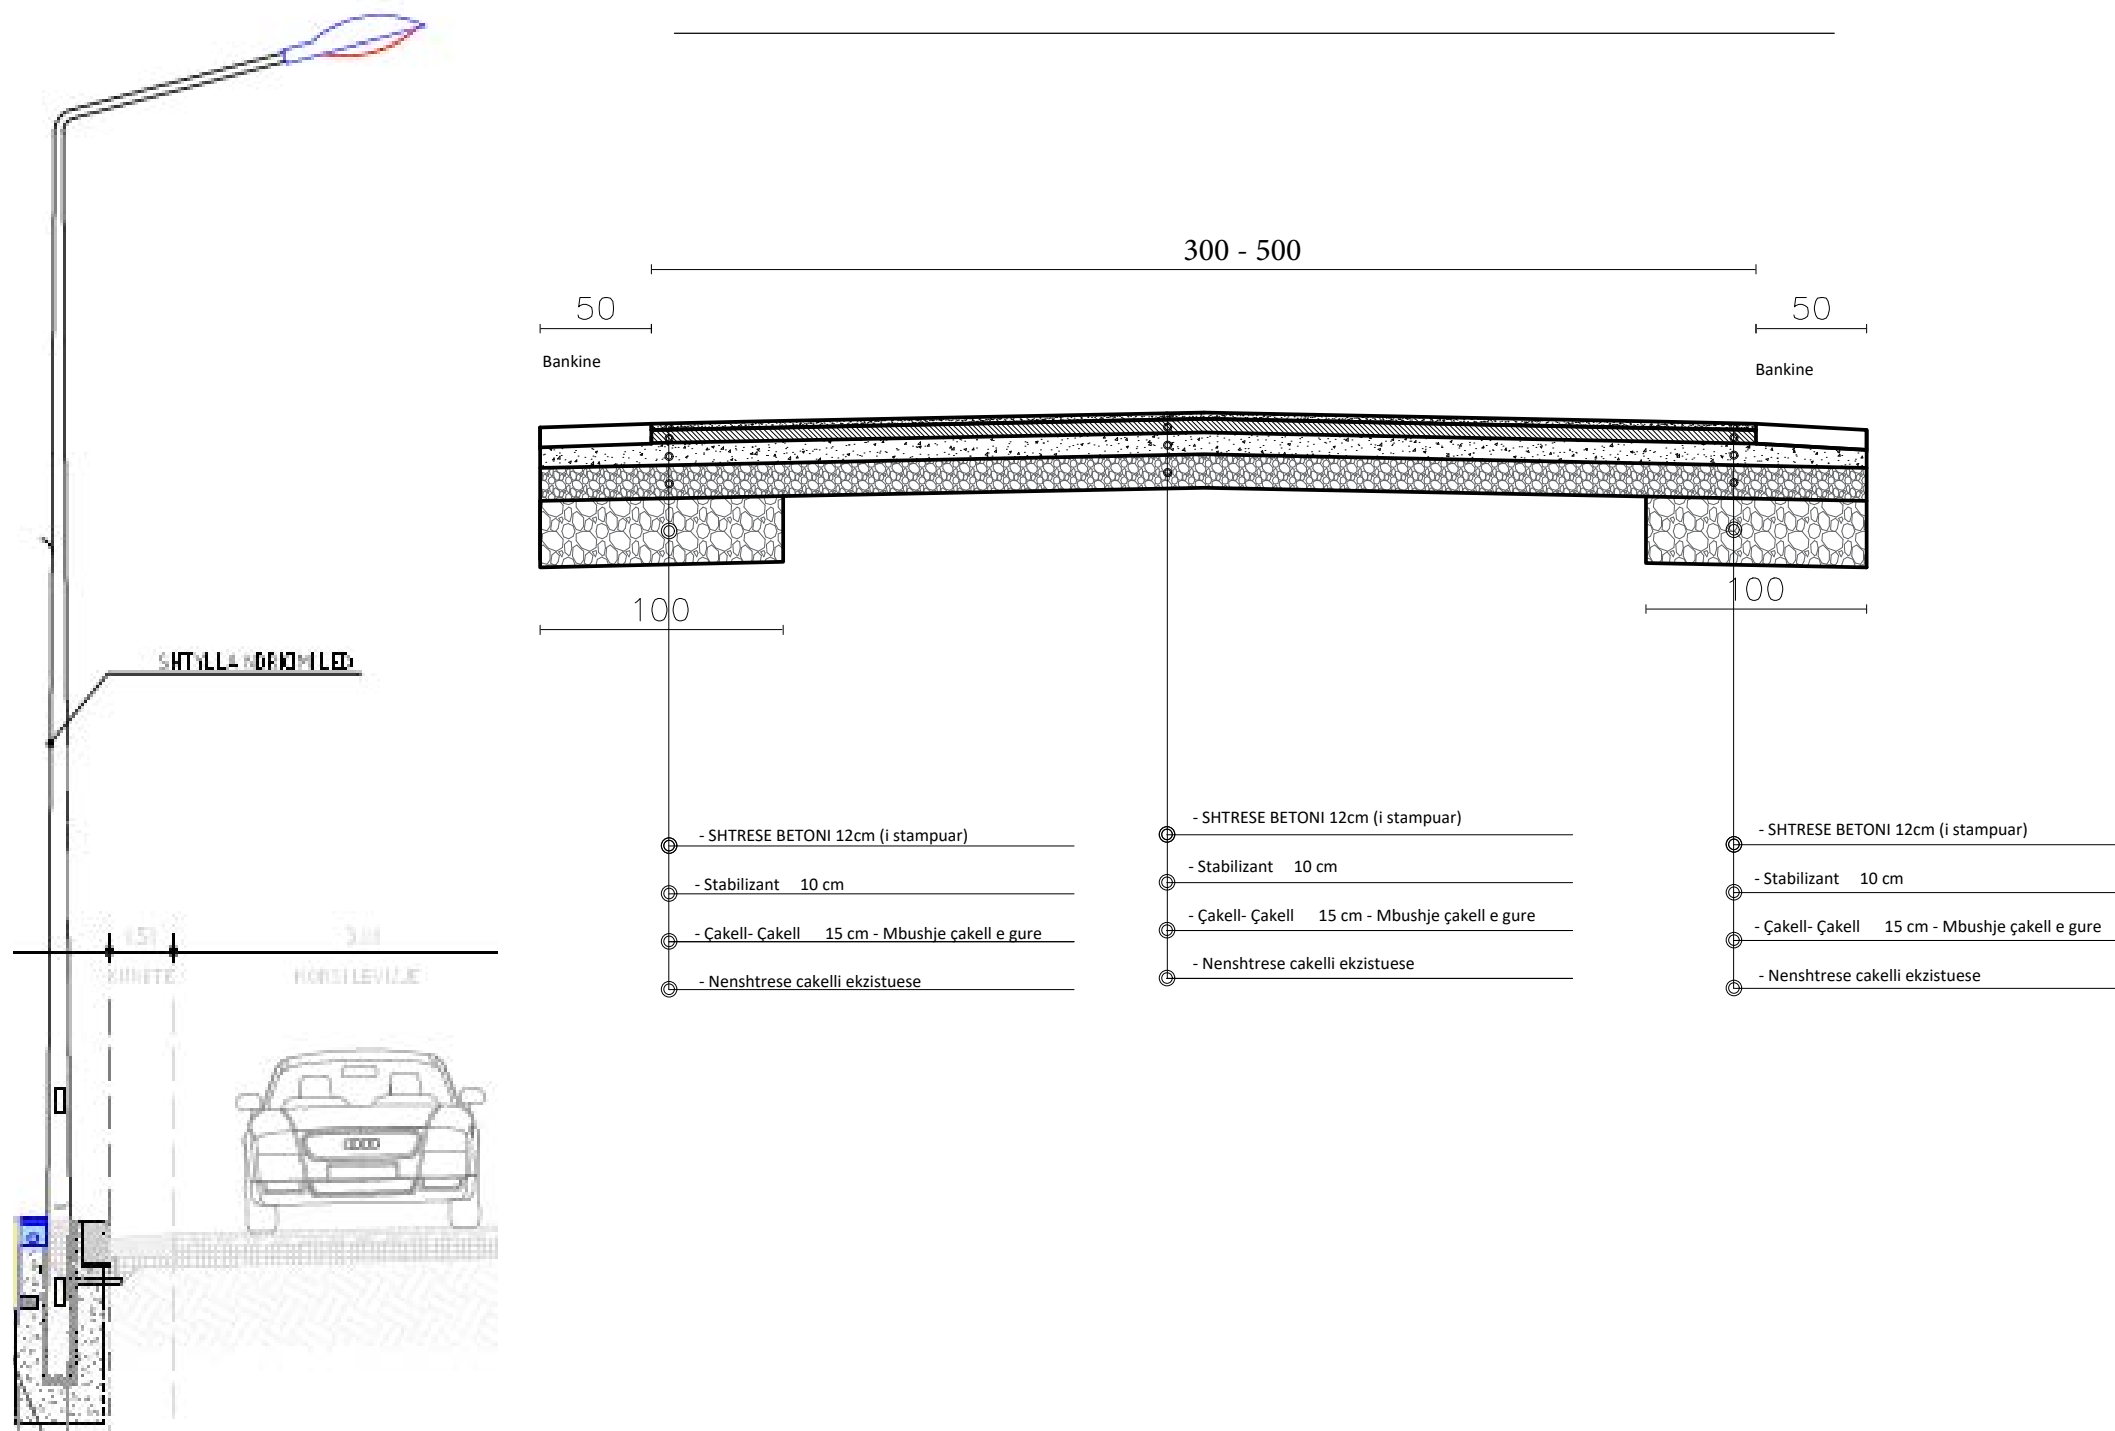 300 - 500
50
50
Bankine
Bankine
100
100
- SHTRESE BETONI 12cm (i stampuar)
- Stabilizant 10 cm
- Çakell- Çakell 15 cm - Mbushje çakell e gure
- Nenshtrese cakelli ekzistuese
- SHTRESE BETONI 12cm (i stampuar)
- Stabilizant 10 cm
- Çakell- Çakell 15 cm - Mbushje çakell e gure
- Nenshtrese cakelli ekzistuese
- SHTRESE BETONI 12cm (i stampuar)
- Stabilizant 10 cm
- Çakell- Çakell 15 cm - Mbushje çakell e gure
- Nenshtrese cakelli ekzistuese
SHTYLLA NDRICIMI LED